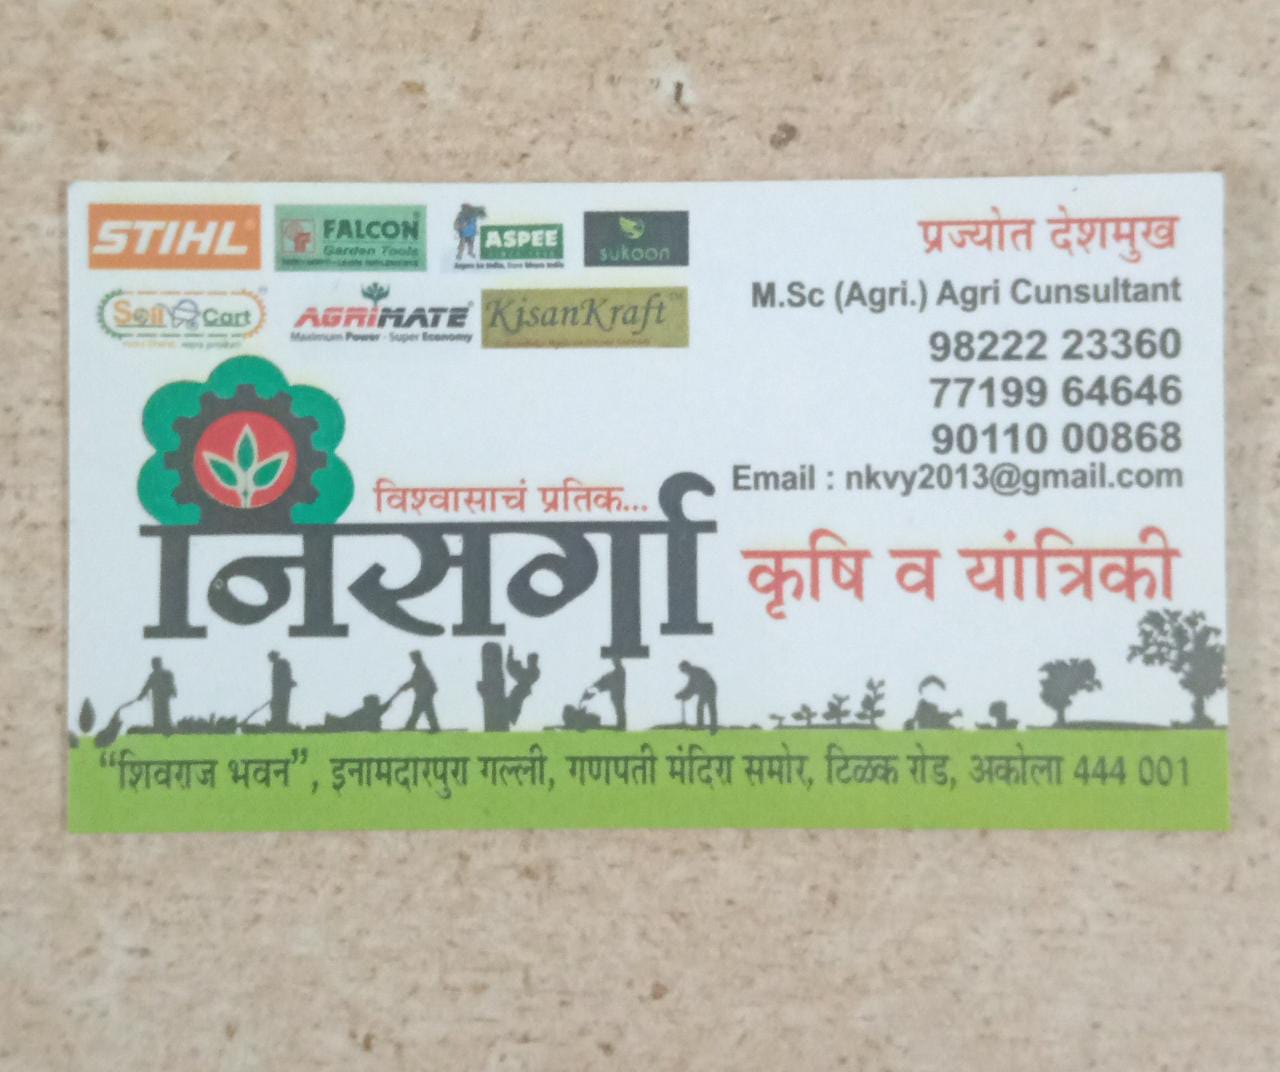 STIHL
FALCON
Garden Tools
ASPEE
sukoon
Soil Cart
AGRIMATE
Maximum Power - Super Economy
KisanKraft
प्रज्योत देशमुख
M.Sc (Agri.) Agri Cunsultant
98222 23360
77199 64646
90110 00868
Email : nkvy2013@gmail.com
विश्वासाचं प्रतिक...
निसर्गा
कृषि व यांत्रिकी
“शिवराज भवन”, इनामदारपुरा गल्ली, गणपती मंदिरा समोर, टिळक रोड, अकोला 444 001